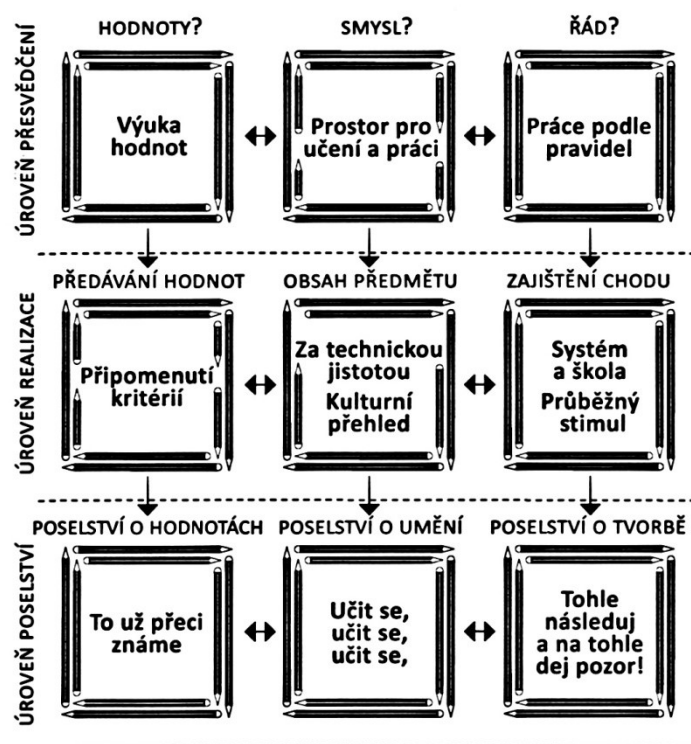 HODNOTY?
SMYSL?
ŘÁD?
ÚROVEŇ PŘESVĚDČENÍ
Výuka
hodnot
Prostor pro
učení a práci
Práce podle
pravidel
PŘEDÁVÁNÍ HODNOT
OBSAH PŘEDMĚTU
ZAJIŠTĚNÍ CHODU
ÚROVEŇ REALIZACE
Připomenutí
kritérií
Za technickou
jistotou
Kulturní
přehled
Systém
a škola
Průběžný
stimul
POSELSTVÍ O HODNOTÁCH
POSELSTVÍ O UMĚNÍ
POSELSTVÍ O TVORBĚ
ÚROVEŇ POSELSTVÍ
To už přeci
známe
Učit se,
učit se,
učit se,
Tohle
následuj
a na tohle
dej pozor!